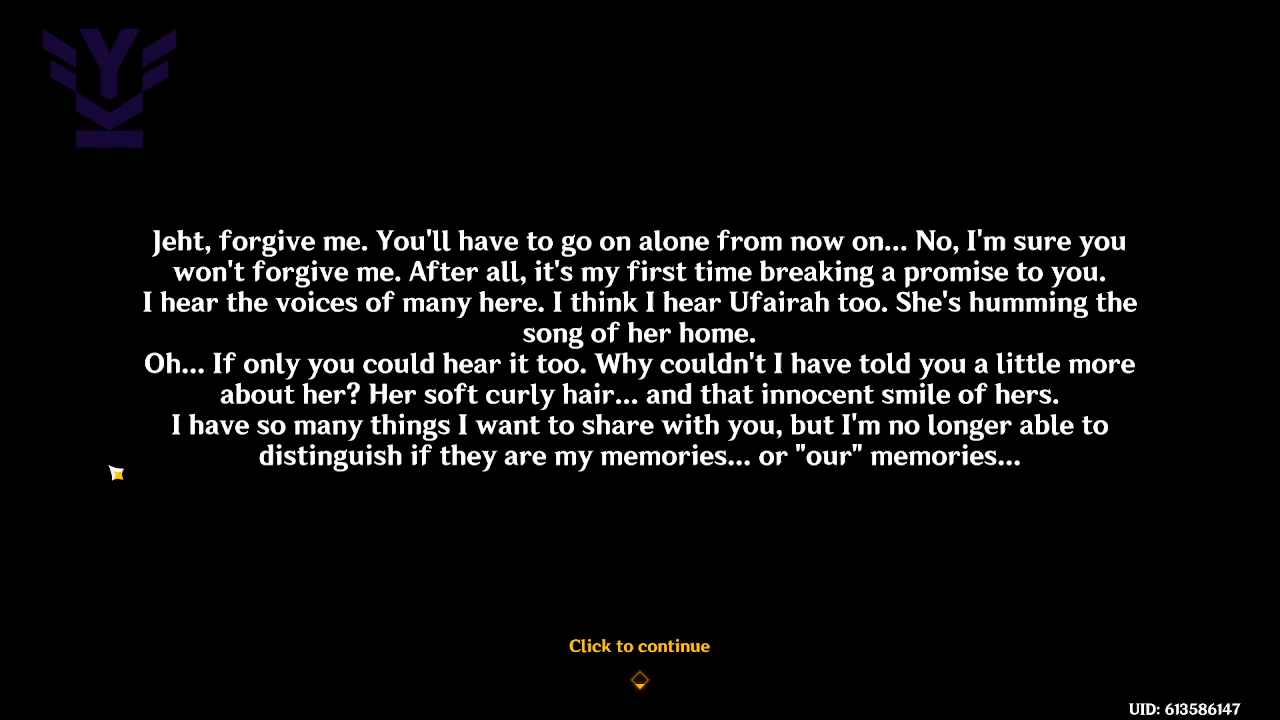 Y
Jeht, forgive me. You'll have to go on alone from now on... No, I'm sure you
won't forgive me. After all, it's my first time breaking a promise to you.
I hear the voices of many here. I think I hear Ufairah too. She's humming the
song of her home.
Oh... If only you could hear it too. Why couldn't I have told you a little more
about her? Her soft curly hair... and that innocent smile of hers.
I have so many things I want to share with you, but I'm no longer able to
distinguish if they are my memories... or "our" memories...
Click to continue
UID: 613586147